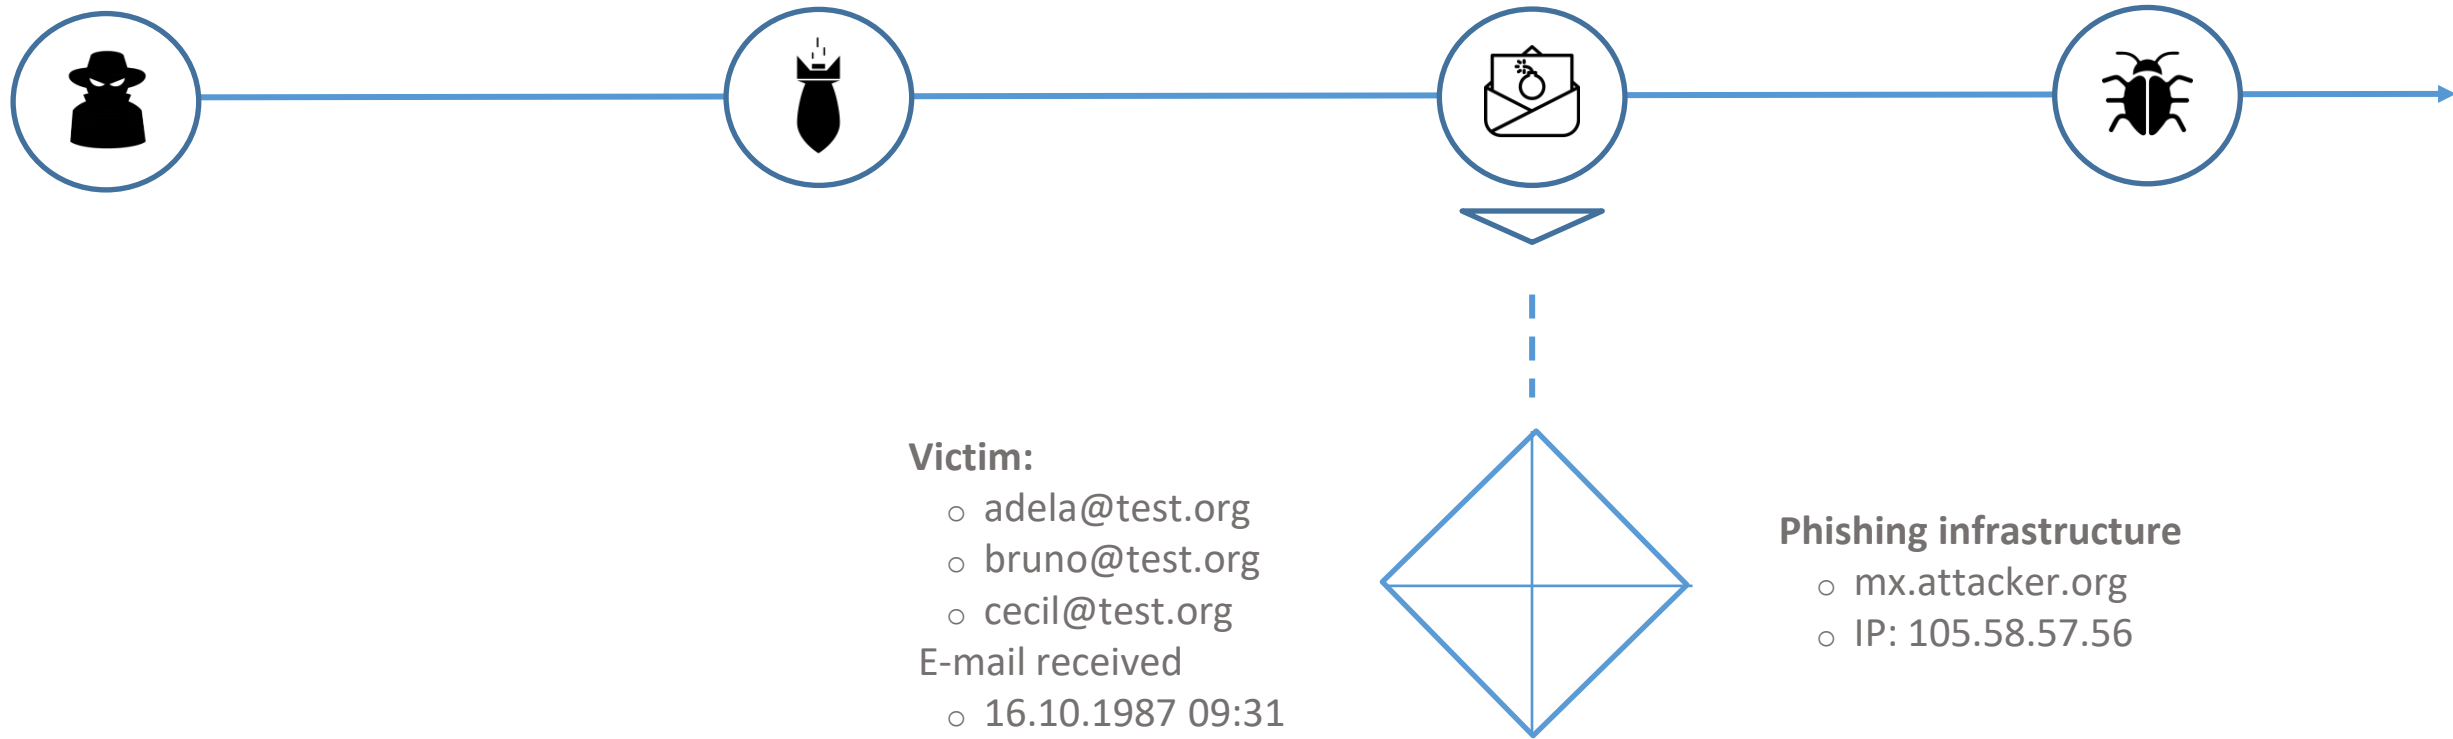 Victim:
○ adela@test.org
○ bruno@test.org
○ cecil@test.org
E-mail received
○ 16.10.1987 09:31
Phishing infrastructure
○ mx.attacker.org
○ IP: 105.58.57.56